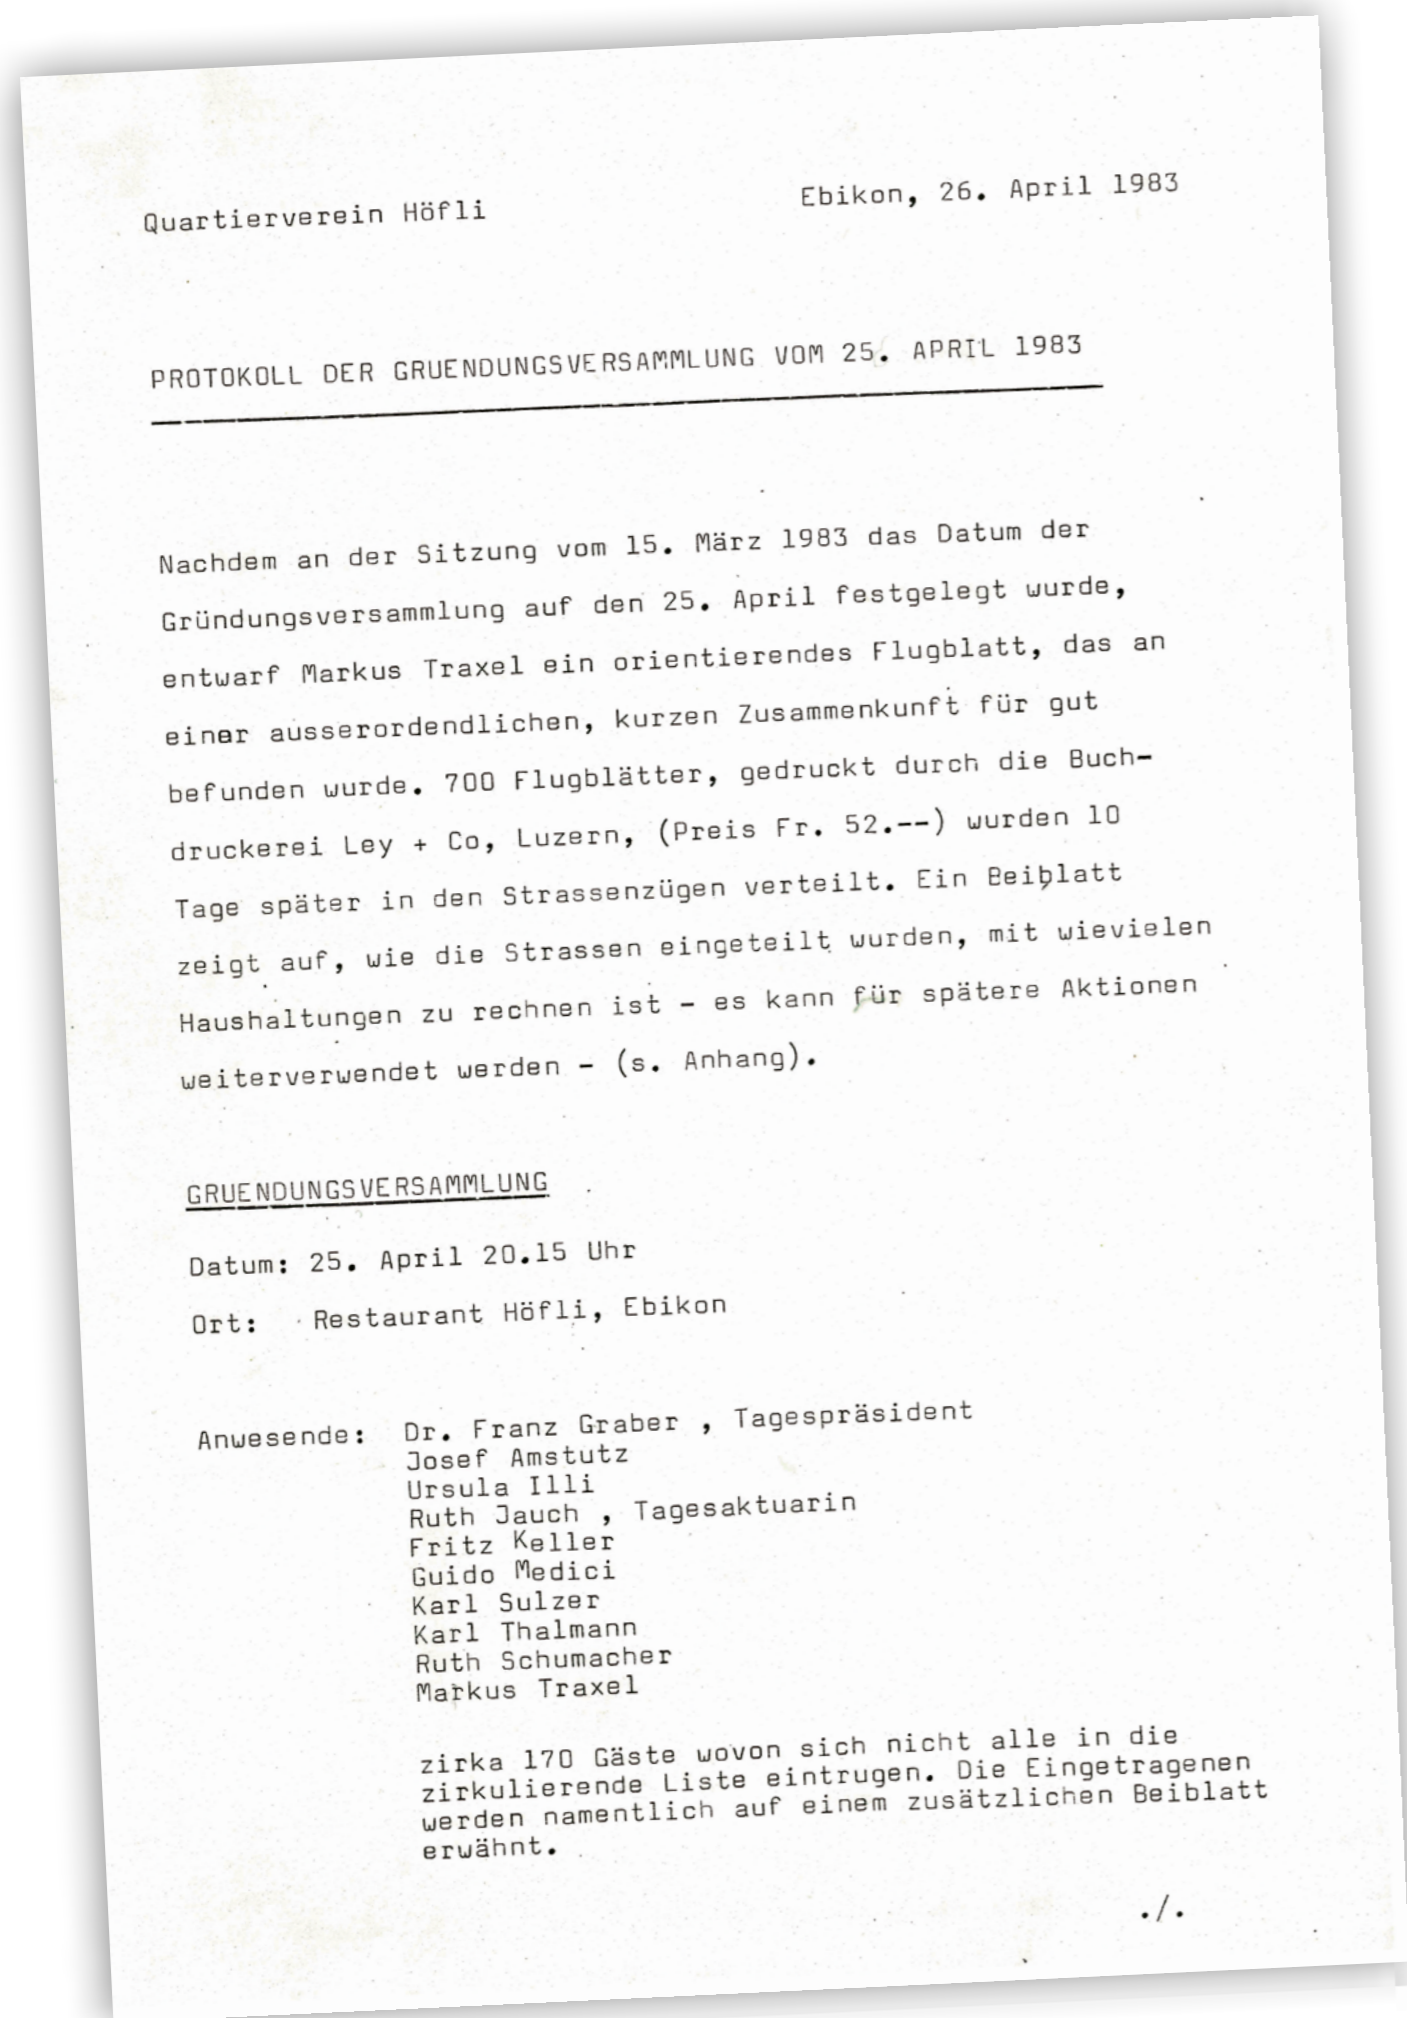 Quartierverein Höfli
Ebikon, 26. April 1983
PROTOKOLL DER GRUENDUNGSVERSAMMLUNG VOM 25. APRIL 1983
Nachdem an der Sitzung vom 15. März 1983 das Datum der
Gründungsversammlung auf den 25. April festgelegt wurde,
entwarf Markus Traxel ein orientierendes Flugblatt, das an
einer ausserordendlichen, kurzen Zusammenkunft für gut
befunden wurde. 700 Flugblätter, gedruckt durch die Buch-
druckerei Ley + Co, Luzern, (Preis Fr. 52.--) wurden 10
Tage später in den Strassenzügen verteilt. Ein Beiblatt
zeigt auf, wie die Strassen eingeteilt wurden, mit wievielen
Haushaltungen zu rechnen ist - es kann für spätere Aktionen
weiterverwendet werden - (s. Anhang).
GRUENDUNGSVERSAMMLUNG
Datum: 25. April 20.15 Uhr
Ort: Restaurant Höfli, Ebikon
Anwesende: Dr. Franz Graber , Tagespräsident
Josef Amstutz
Ursula Illi
Ruth Jauch , Tagesaktuarin
Fritz Keller
Guido Medici
Karl Sulzer
Karl Thalmann
Ruth Schumacher
Markus Traxel
zirka 170 Gäste wovon sich nicht alle in die
zirkulierende Liste eintrugen. Die Eingetragenen
werden namentlich auf einem zusätzlichen Beiblatt
erwähnt.
./.